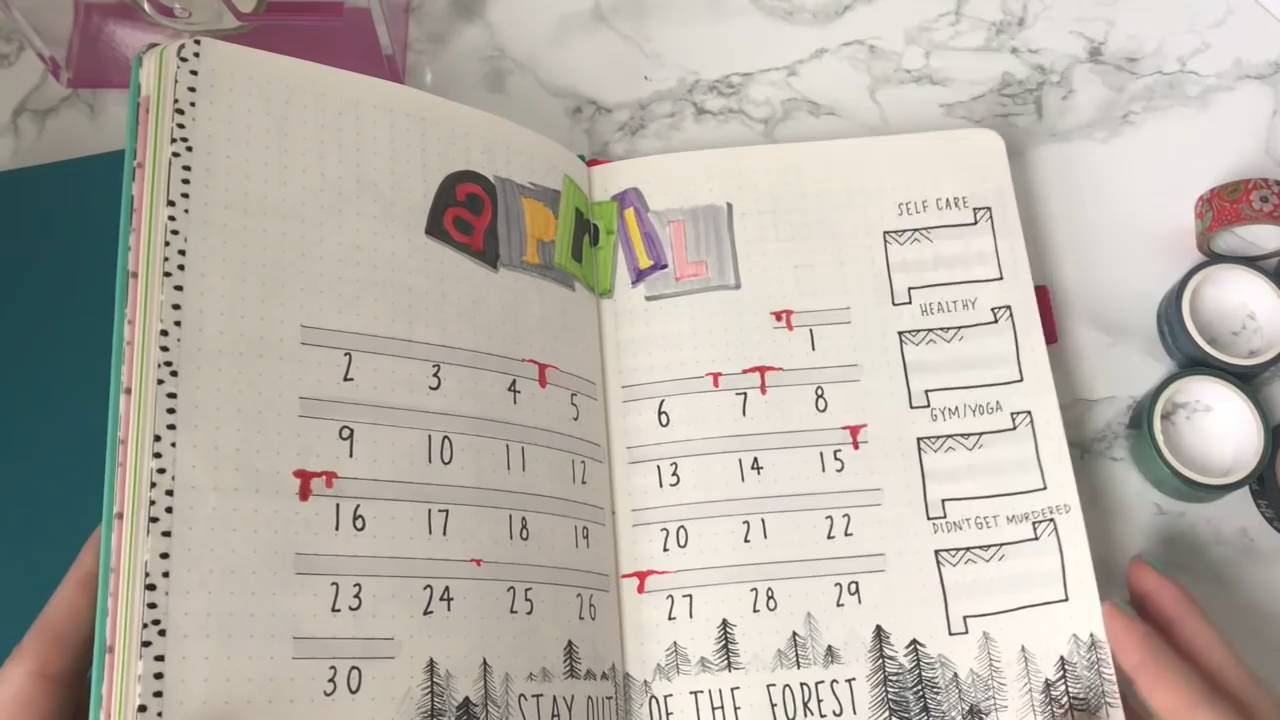 aprIL
SELF CARE
HEALTHY
GYM/YOGA
DIDN'T GET MURDERED
1
2 3 4 5 6 7 8
9 10 11 12 13 14 15
16 17 18 19 20 21 22
23 24 25 26 27 28 29
30
STAY OUT OF THE FOREST